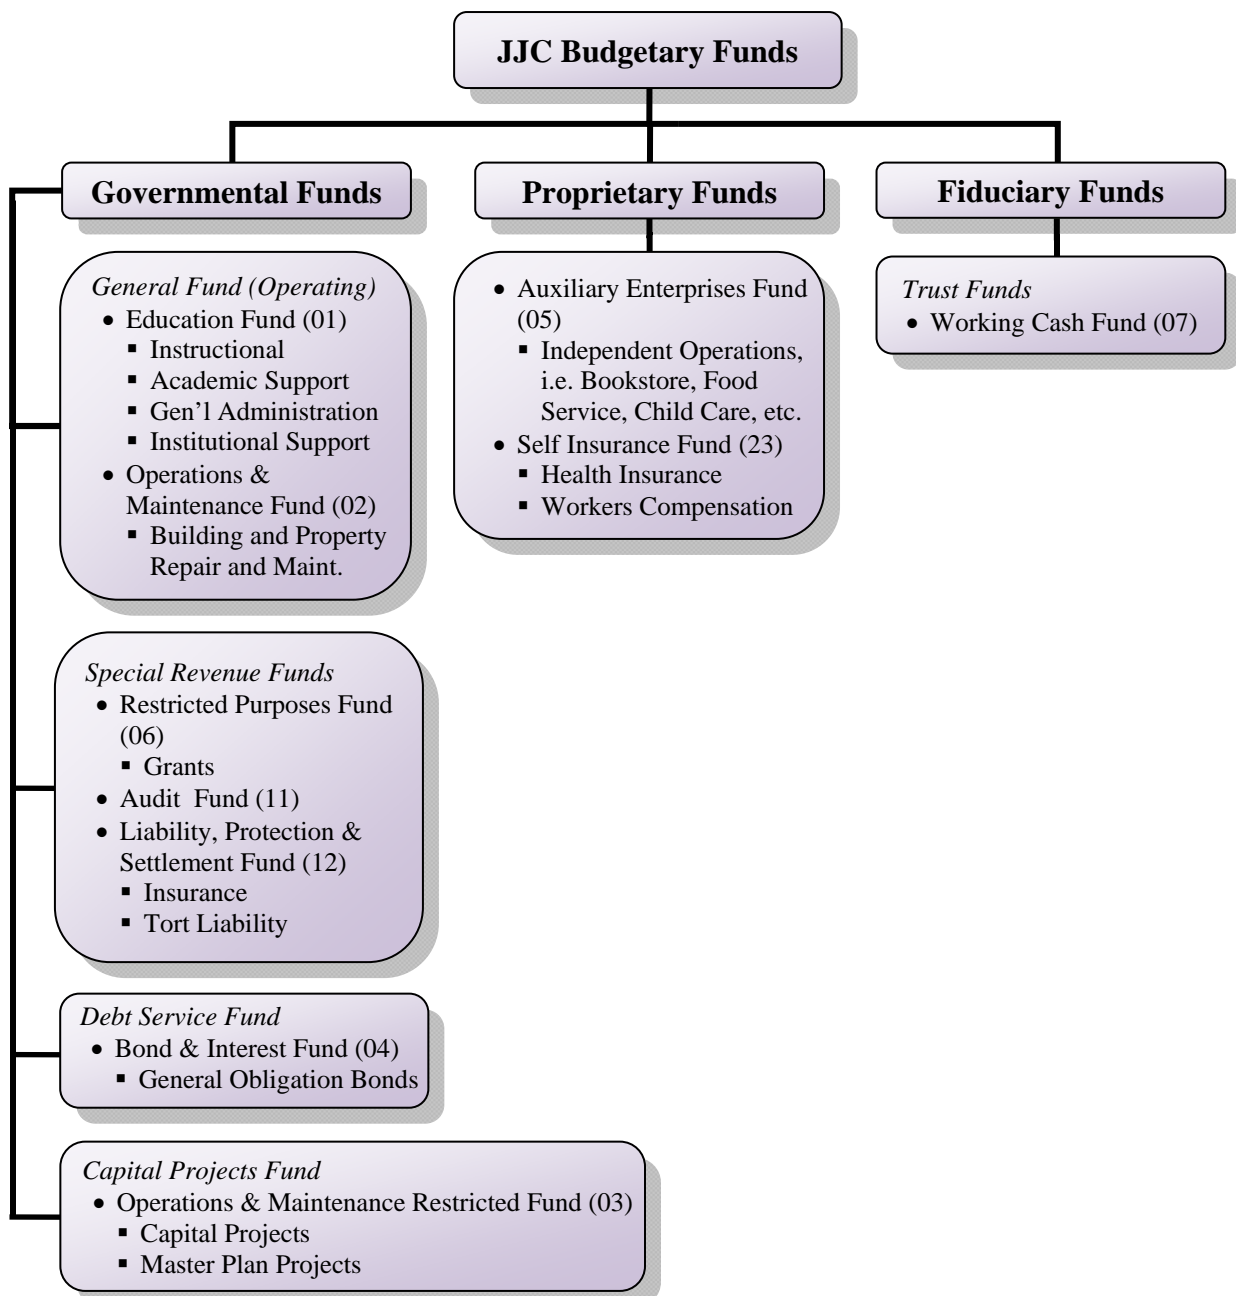 JJC Budgetary Funds
Governmental Funds
General Fund (Operating)
• Education Fund (01)
▪ Instructional
▪ Academic Support
▪ Gen’l Administration
▪ Institutional Support
• Operations &
Maintenance Fund (02)
▪ Building and Property
Repair and Maint.
Special Revenue Funds
• Restricted Purposes Fund
(06)
▪ Grants
• Audit  Fund (11)
• Liability, Protection &
Settlement Fund (12)
▪ Insurance
▪ Tort Liability
Debt Service Fund
• Bond & Interest Fund (04)
▪ General Obligation Bonds
Capital Projects Fund
• Operations & Maintenance Restricted Fund (03)
▪ Capital Projects
▪ Master Plan Projects
Proprietary Funds
• Auxiliary Enterprises Fund
(05)
▪ Independent Operations,
i.e. Bookstore, Food
Service, Child Care, etc.
• Self Insurance Fund (23)
▪ Health Insurance
▪ Workers Compensation
Fiduciary Funds
Trust Funds
• Working Cash Fund (07)